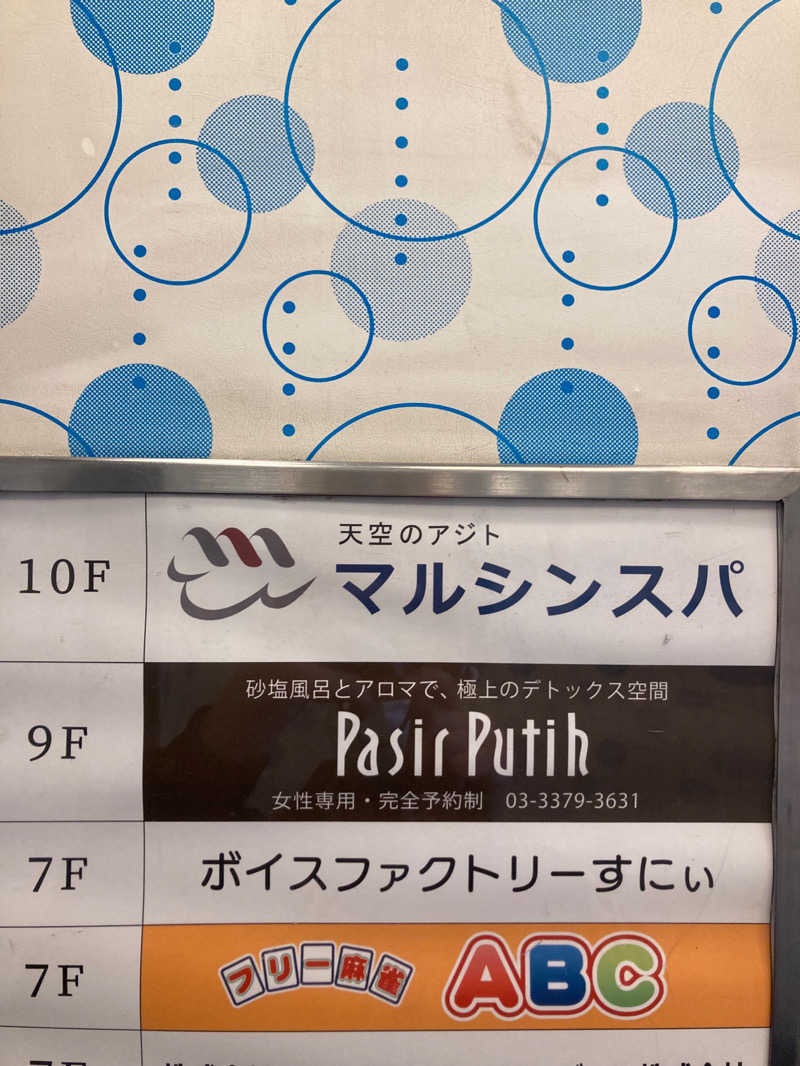 10F
天空のアジト
マルシンスパ
9F
砂塩風呂とアロマで、極上のデトックス空間
Pasir Putih
女性専用・完全予約制 03-3379-3631
7F
ボイスファクトリーすにぃ
7F
フリー麻雀 ABC